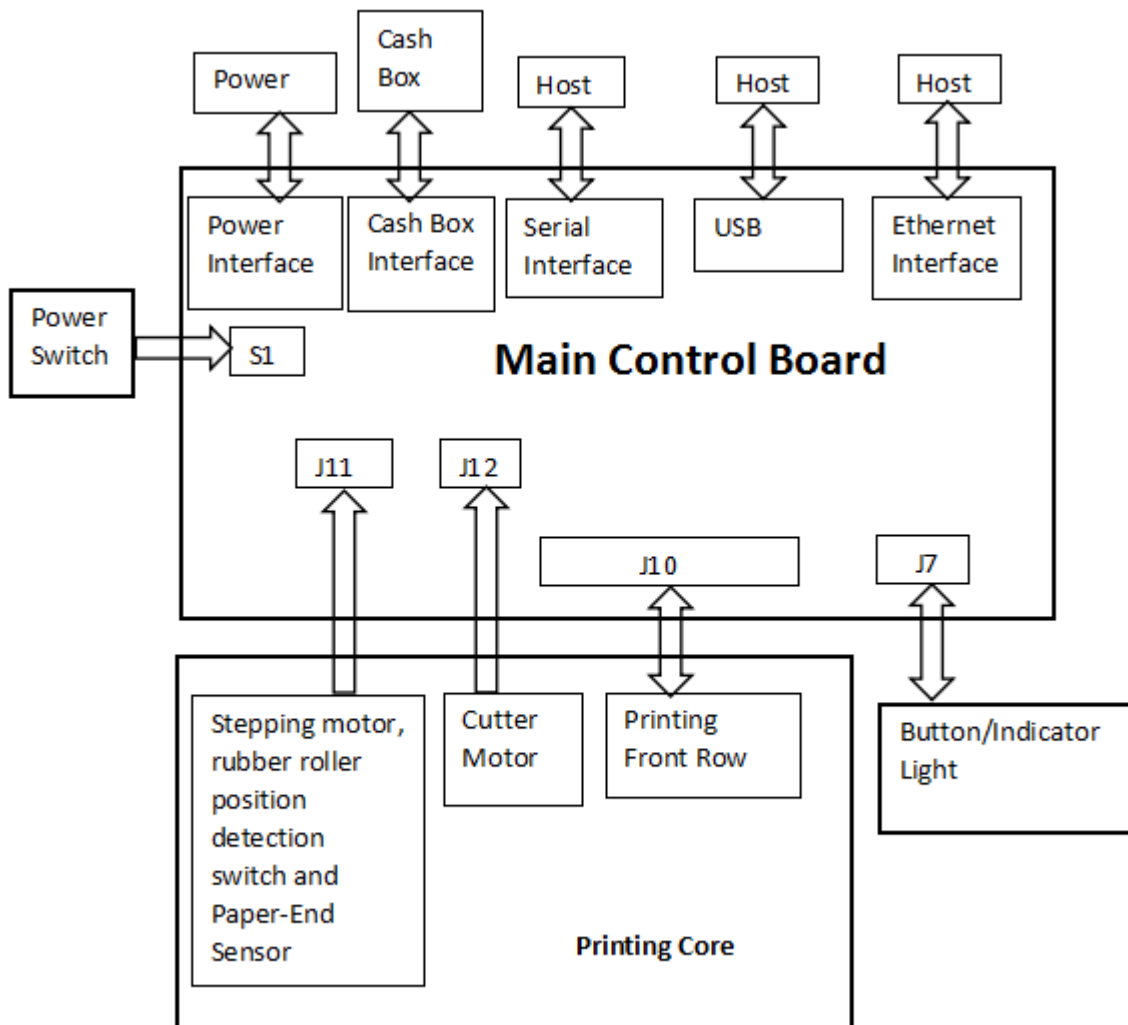 Power
Cash
Box
Host
Host
Host
Power
Interface
Cash Box
Interface
Serial
Interface
USB
Ethernet
Interface
Power
Switch
S1
Main Control Board
J11
J12
J10
J7
Stepping motor,
rubber roller
position
detection
switch and
Paper-End
Sensor
Cutter
Motor
Printing
Front Row
Button/Indicator
Light
Printing Core